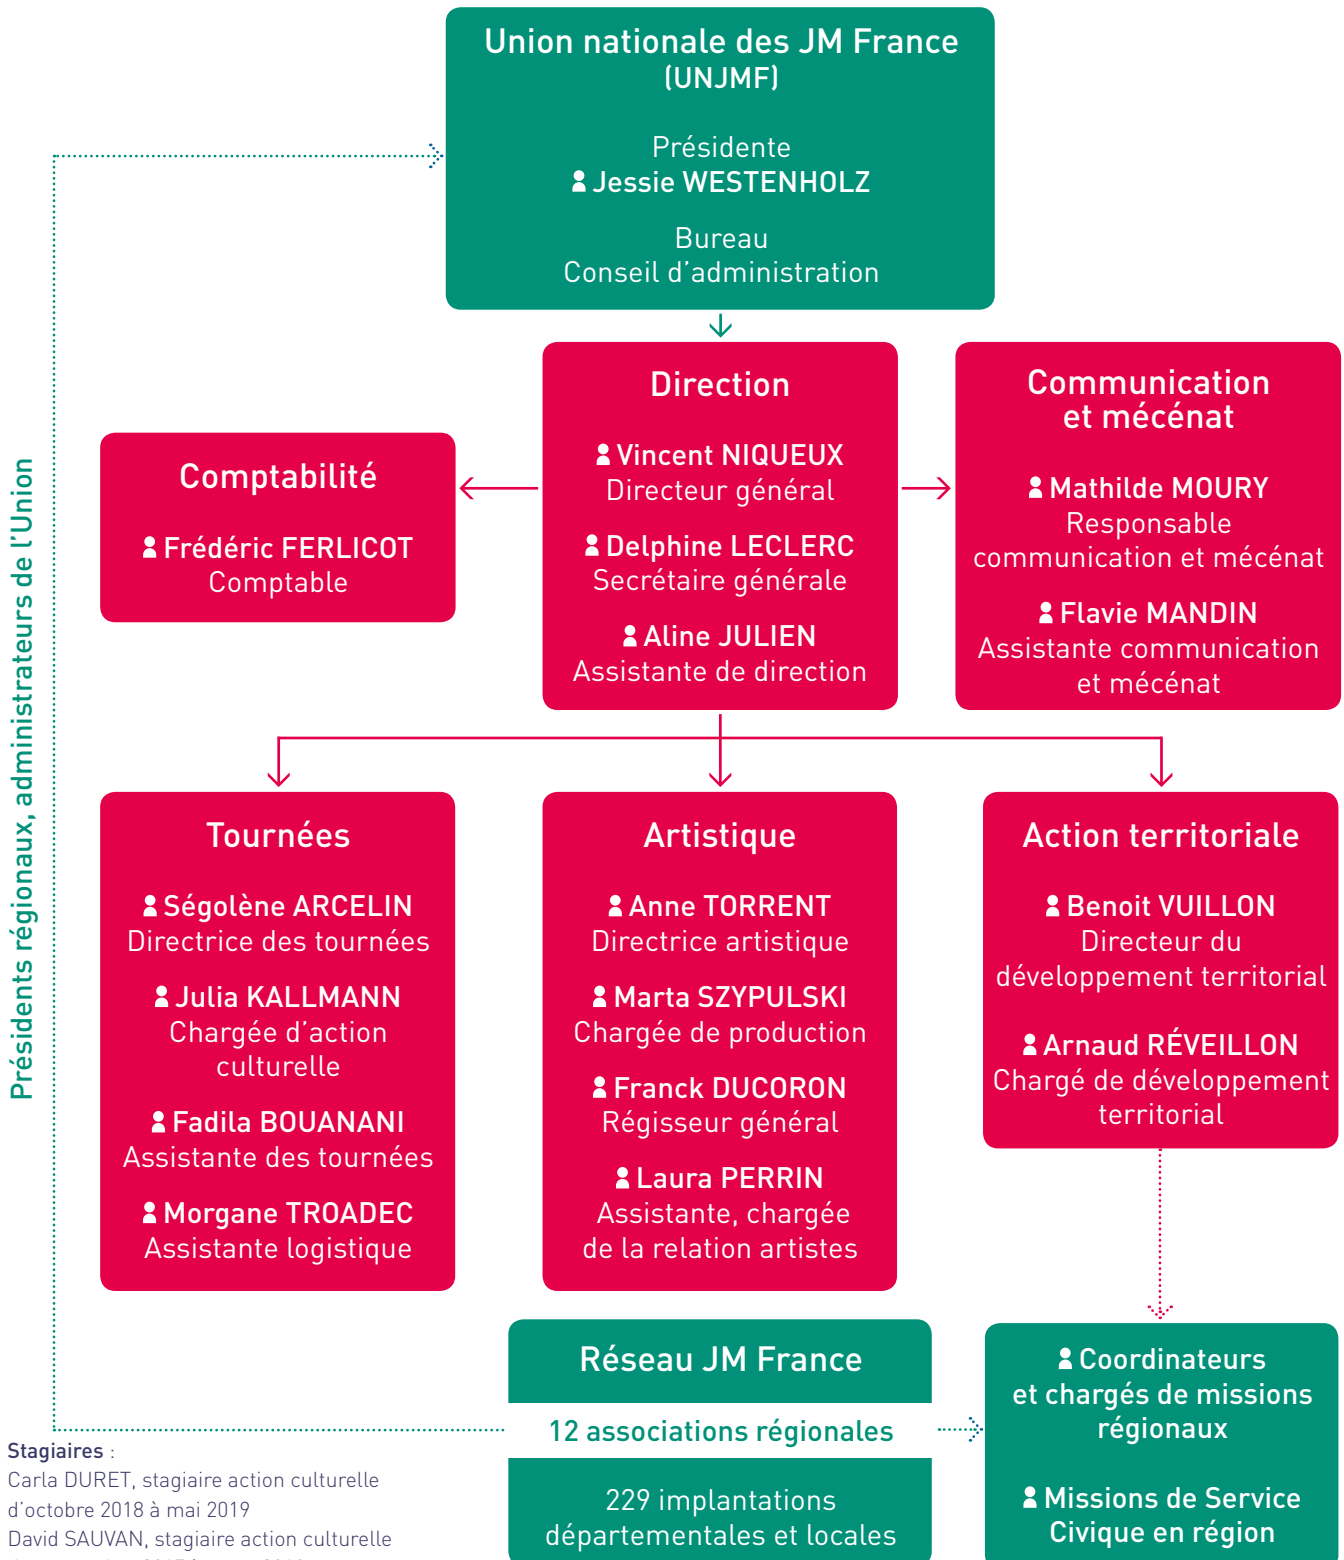 Union nationale des JM France
(UNJMF)
Présidente
Jessie WESTENHOLZ
Bureau
Conseil d’administration
Présidents régionaux, administrateurs de l’Union
Direction
Vincent NIQUEUX
Directeur général
Delphine LECLERC
Secrétaire générale
Aline JULIEN
Assistante de direction
Communication
et mécénat
Mathilde MOURY
Responsable
communication et mécénat
Flavie MANDIN
Assistante communication
et mécénat
Comptabilité
Frédéric FERLICOT
Comptable
Tournées
Ségolène ARCELIN
Directrice des tournées
Julia KALLMANN
Chargée d’action
culturelle
Fadila BOUANANI
Assistante des tournées
Morgane TROADEC
Assistante logistique
Artistique
Anne TORRENT
Directrice artistique
Marta SZYPULSKI
Chargée de production
Franck DUCORON
Régisseur général
Laura PERRIN
Assistante, chargée
de la relation artistes
Action territoriale
Benoit VUILLON
Directeur du
développement territorial
Arnaud RÉVEILLON
Chargé de développement
territorial
Réseau JM France
12 associations régionales
229 implantations
départementales et locales
Coordinateurs
et chargés de missions
régionaux
Missions de Service
Civique en région
Stagiaires :
Carla DURET, stagiaire action culturelle
d’octobre 2018 à mai 2019
David SAUVAN, stagiaire action culturelle